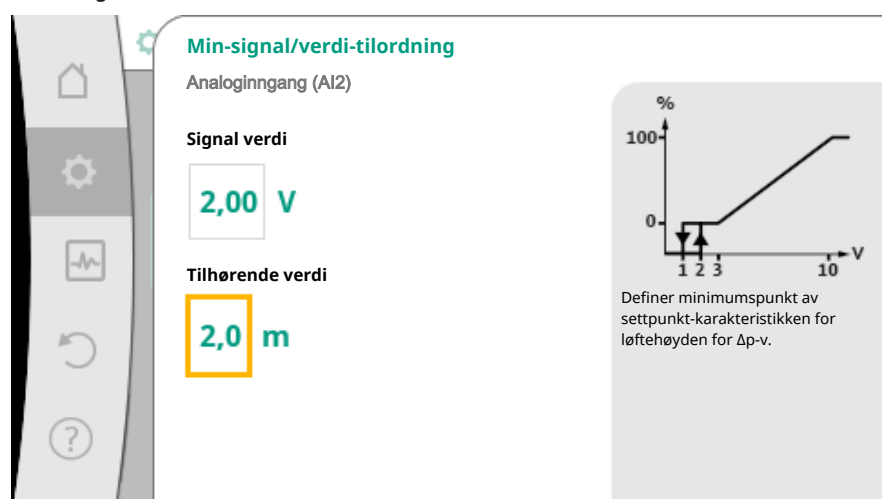 Min-signal/verdi-tilordning
Analoginngang (AI2)
Signal verdi
2,00 V
Tilhørende verdi
2,0 m
%
100
0
1 2 3 10
V
Definer minimumspunkt av
settpunkt-karakteristikken for
løftehøyden for Δp-v.
?